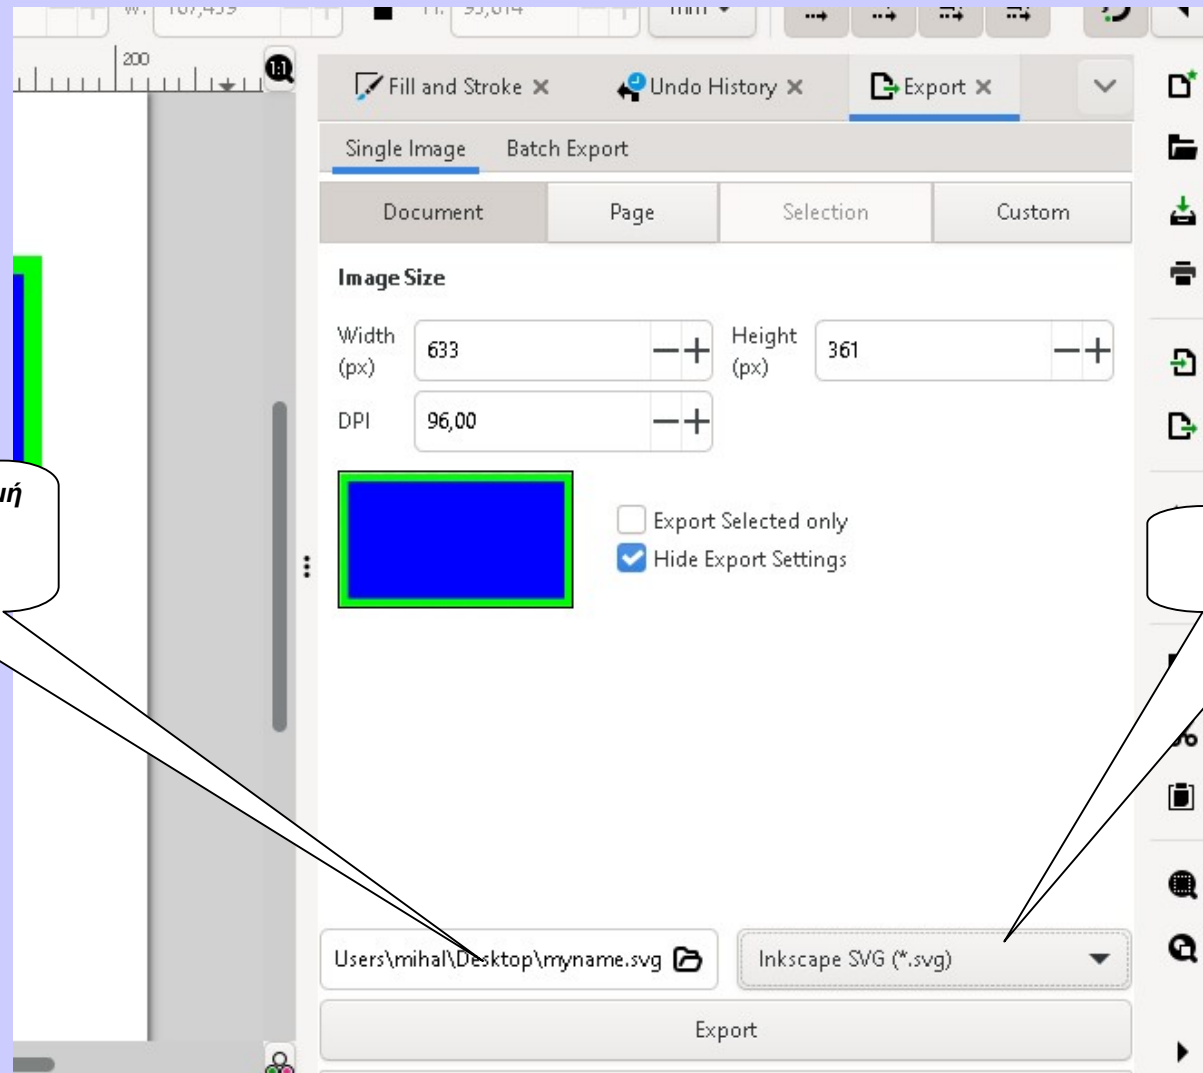 200
1:1
Fill and Stroke
Undo History
Export
Single Image Batch Export
Document Page Selection Custom
Image Size
Width (px) 633 Height (px) 361
DPI 96,00
Export Selected only
Hide Export Settings
Users\mihal\Desktop\myname.svg
Inkscape SVG (*.svg)
Export